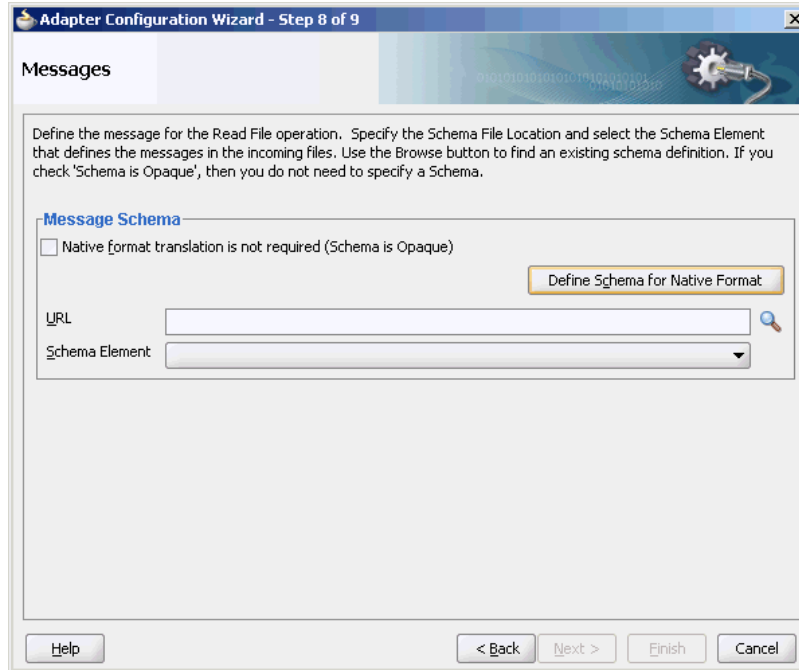 Adapter Configuration Wizard - Step 8 of 9
Messages
Define the message for the Read File operation. Specify the Schema File Location and select the Schema Element
that defines the messages in the incoming files. Use the Browse button to find an existing schema definition. If you
check 'Schema is Opaque', then you do not need to specify a Schema.
Message Schema
Native format translation is not required (Schema is Opaque)
Define Schema for Native Format
URL
Schema Element
Help
< Back
Next >
Finish
Cancel